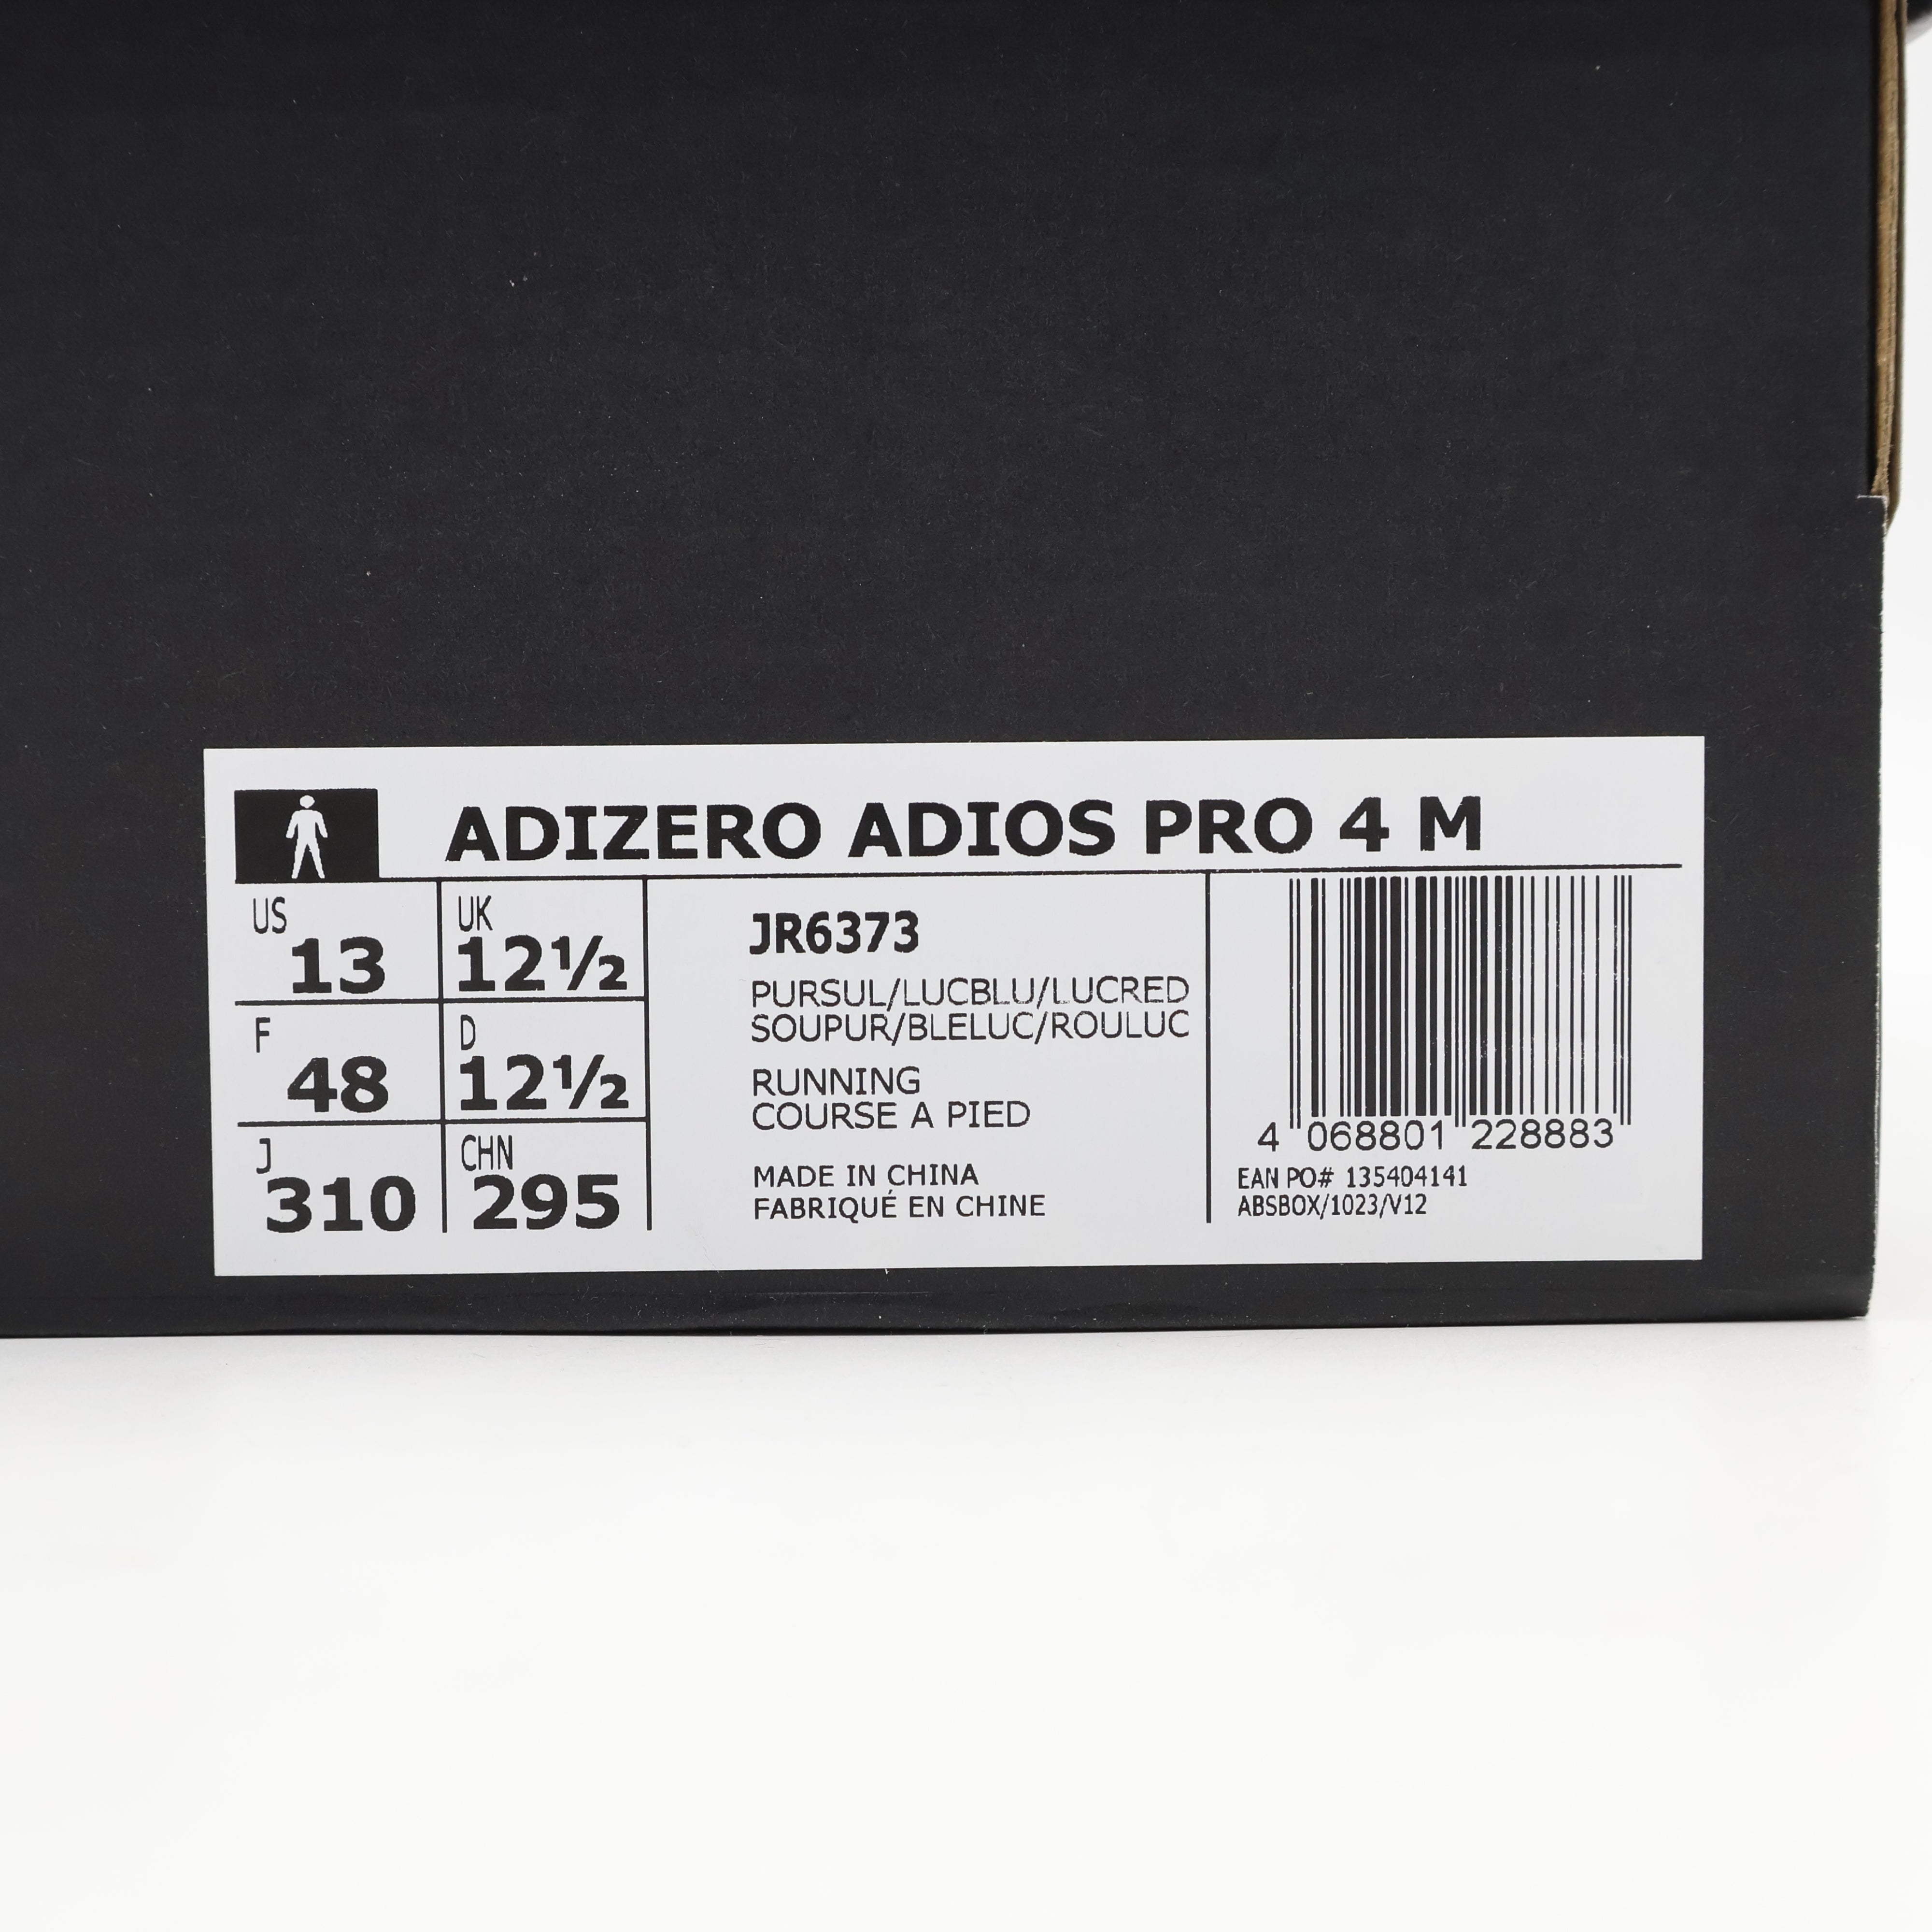 ADIZERO ADIOS PRO 4 M
US 13
UK 12½
F 48
D 12½
J 310
CHN 295
JR6373
PURSUL/LUCBLU/LUCRED
SOUPUR/BLELUC/ROULUC
RUNNING
COURSE A PIED
MADE IN CHINA
FABRIQUÉ EN CHINE
4 068801 228883
EAN PO# 135404141
ABSBOX/1023/V12